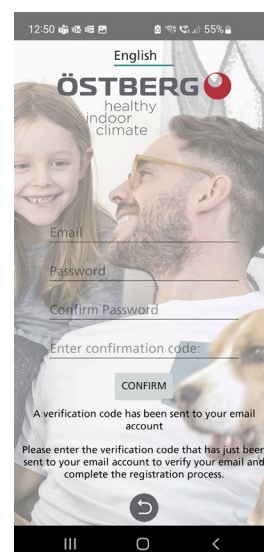 12:50
55%
English
ÖSTBERG
healthy
indoor
climate
Email
Password
Confirm Password
Enter confirmation code:
CONFIRM
A verification code has been sent to your email
account
Please enter the verification code that has just been
sent to your email account to verify your email and
complete the registration process.